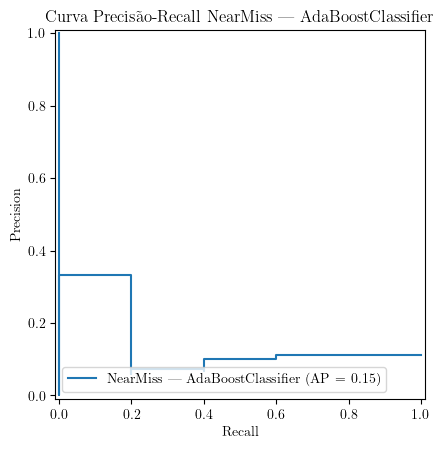 Curva Precisão-Recall NearMiss — AdaBoostClassifier
1.0
0.8
0.6
0.4
0.2
0.0
Precision
NearMiss — AdaBoostClassifier (AP = 0.15)
0.0 0.2 0.4 0.6 0.8 1.0
Recall